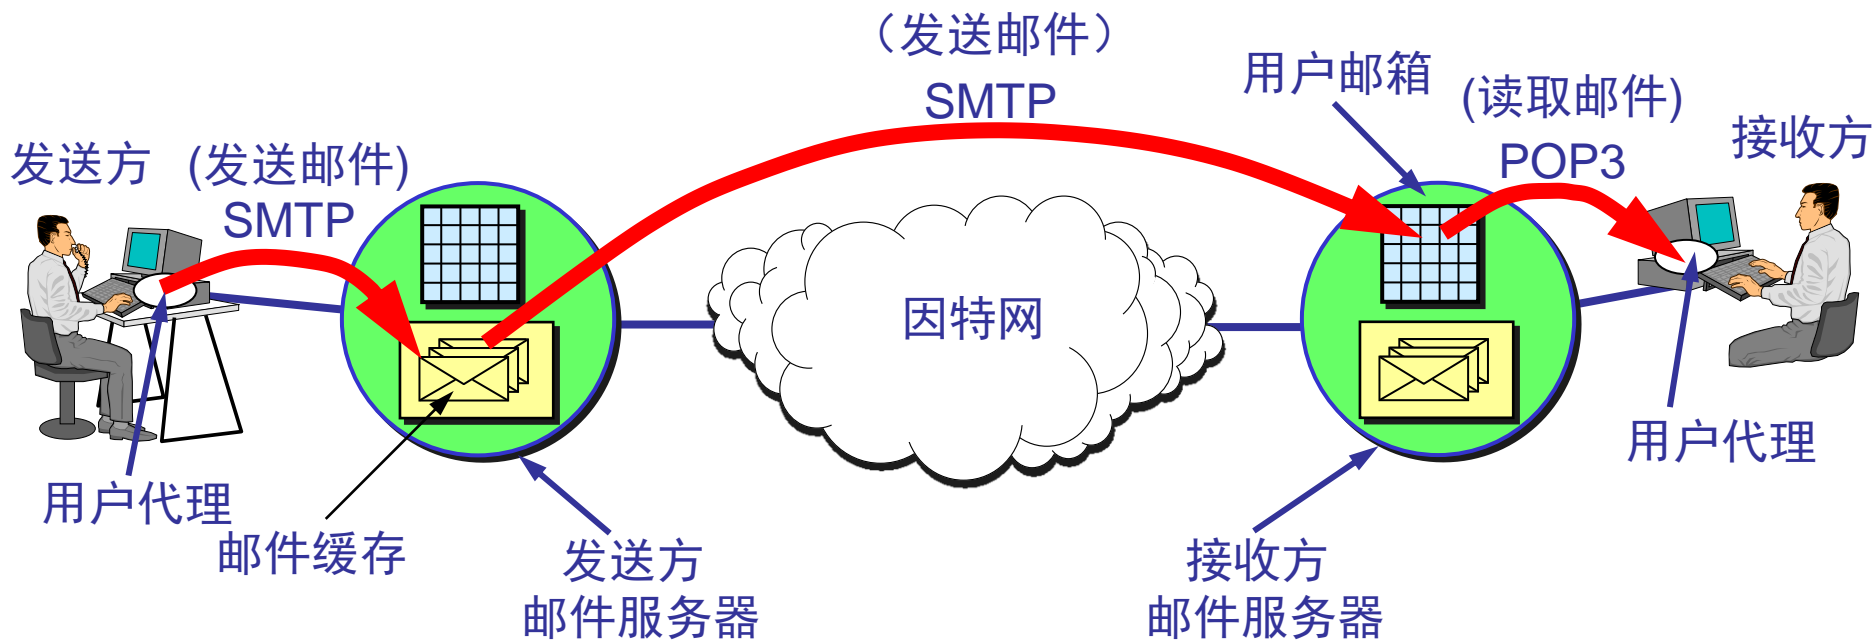 (发送邮件)
SMTP
用户邮箱
(读取邮件)
POP3
接收方
发送方
(发送邮件)
SMTP
因特网
用户代理
邮件缓存
发送方
邮件服务器
接收方
邮件服务器
用户代理